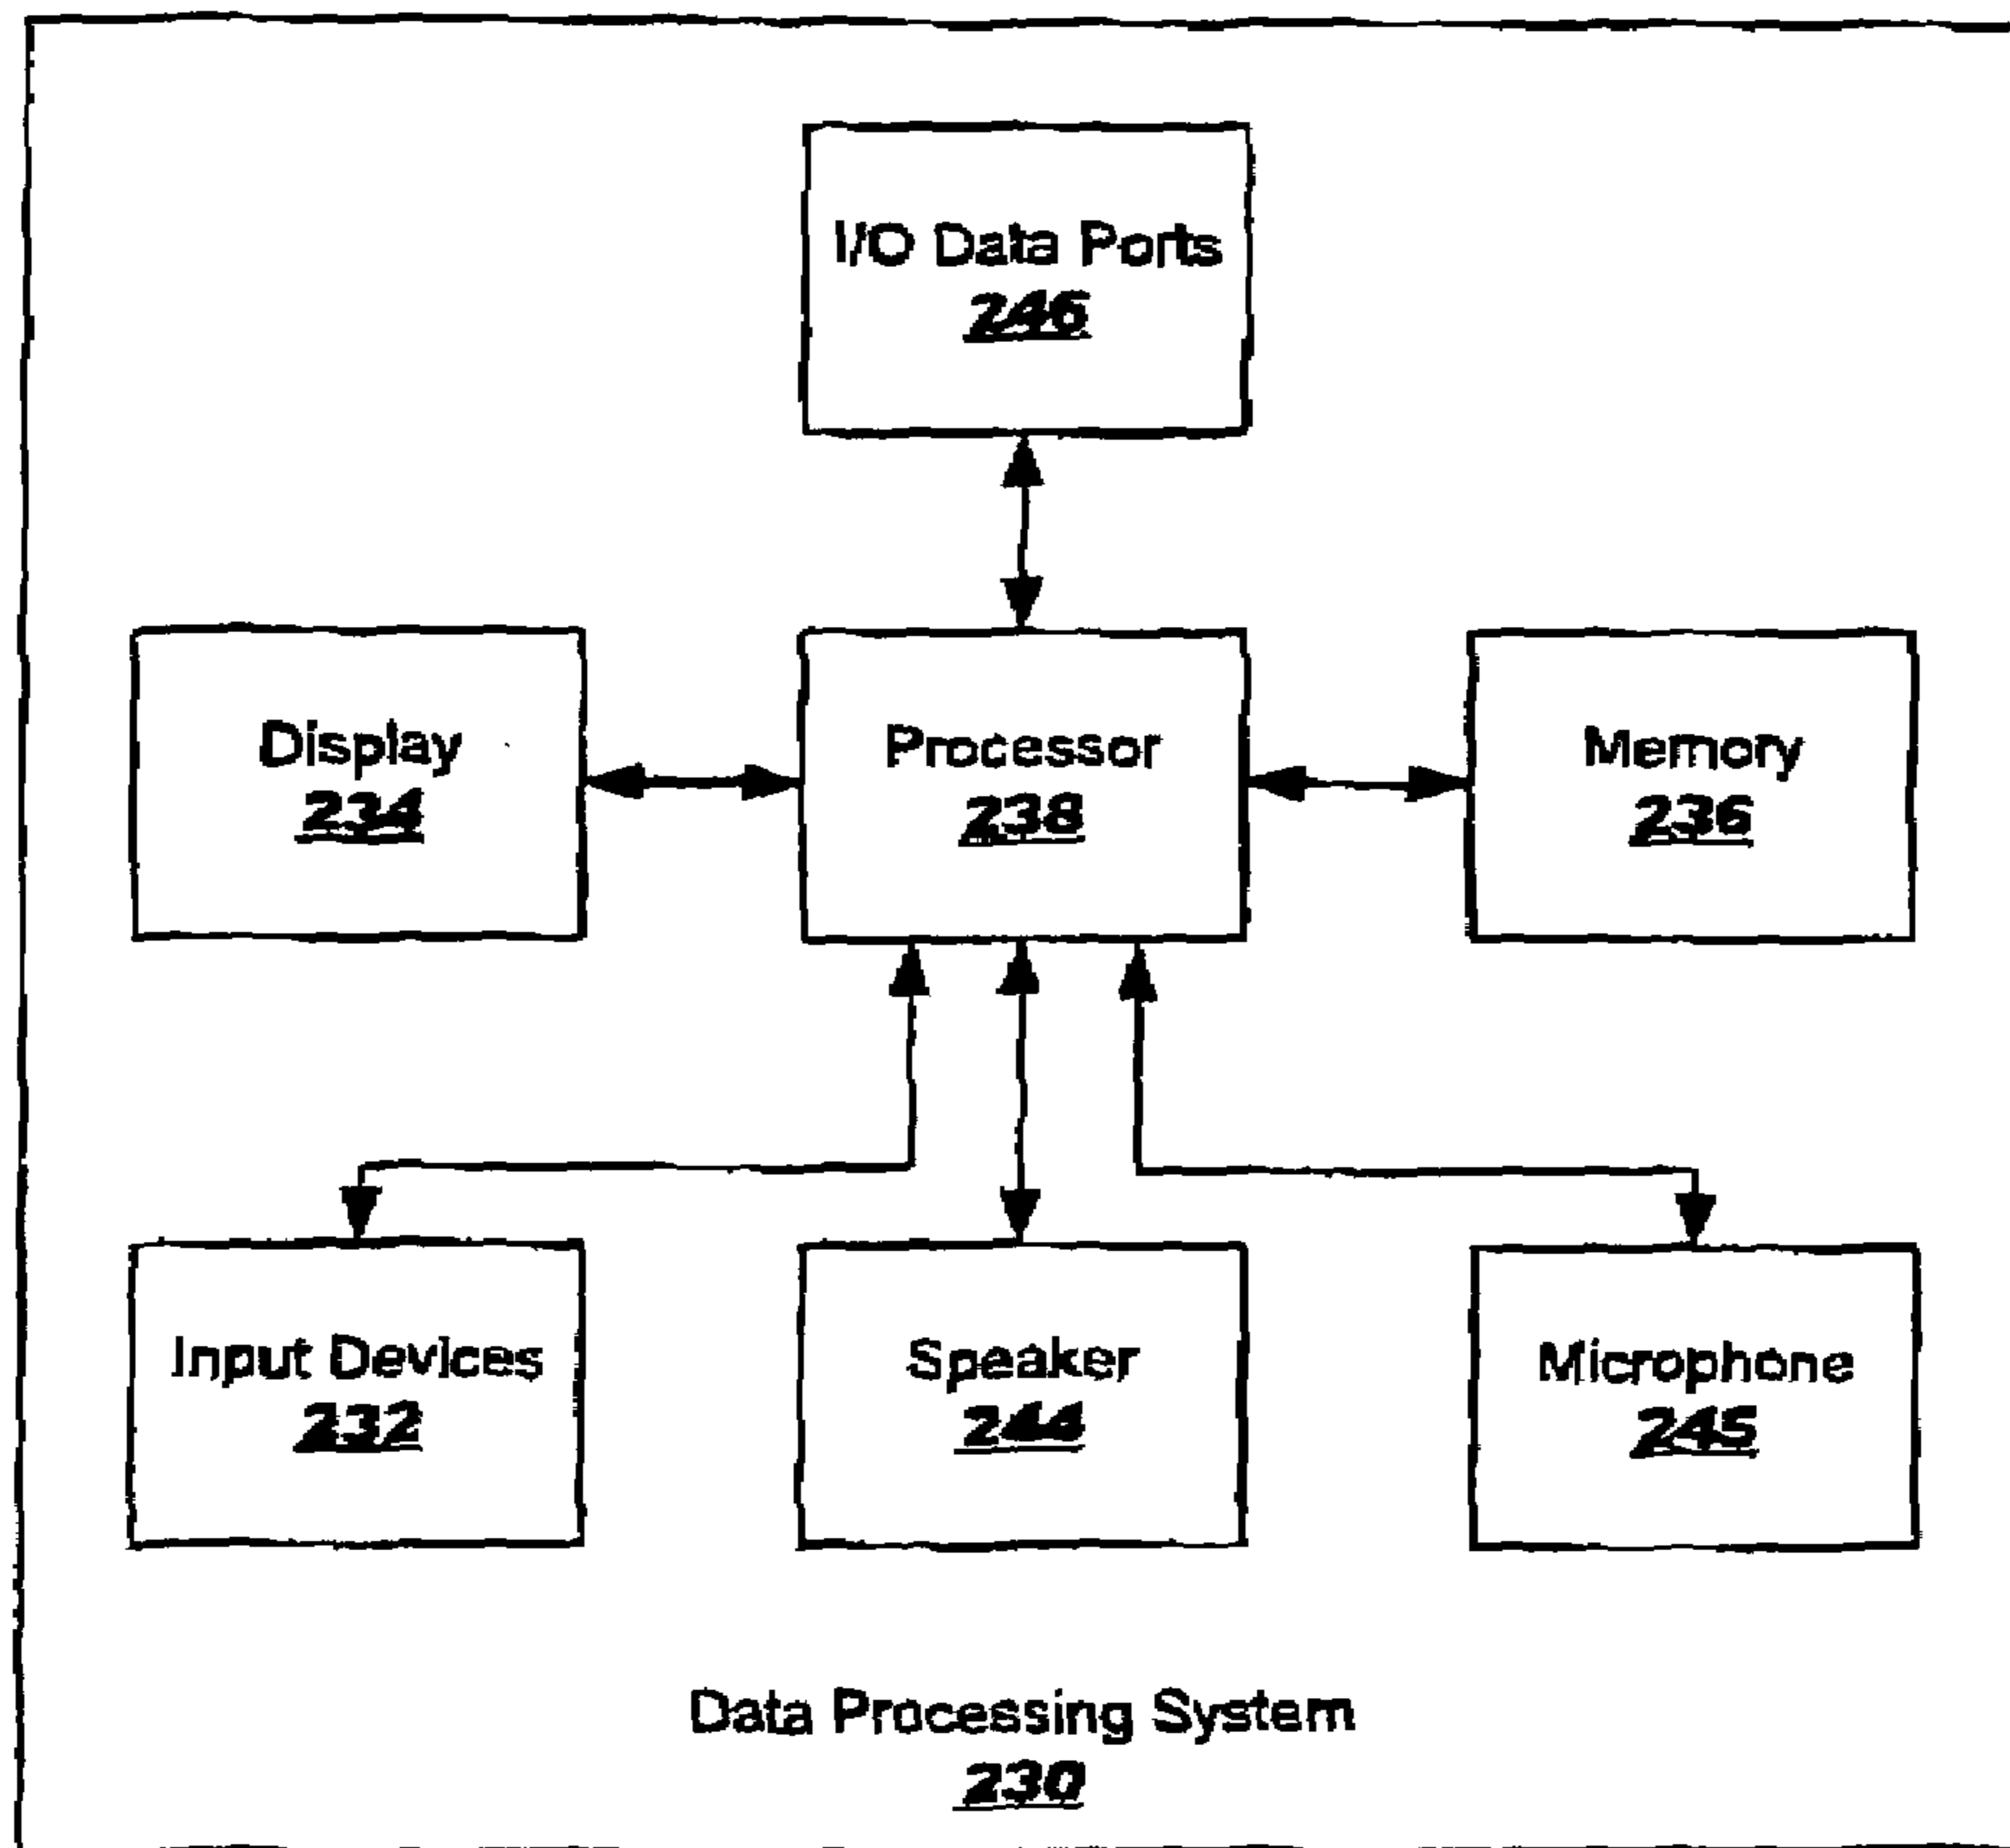 I/O Data Ports
246
Display
234
Processor
238
Memory
236
Input Devices
232
Speaker
244
Microphone
245
Data Processing System
230